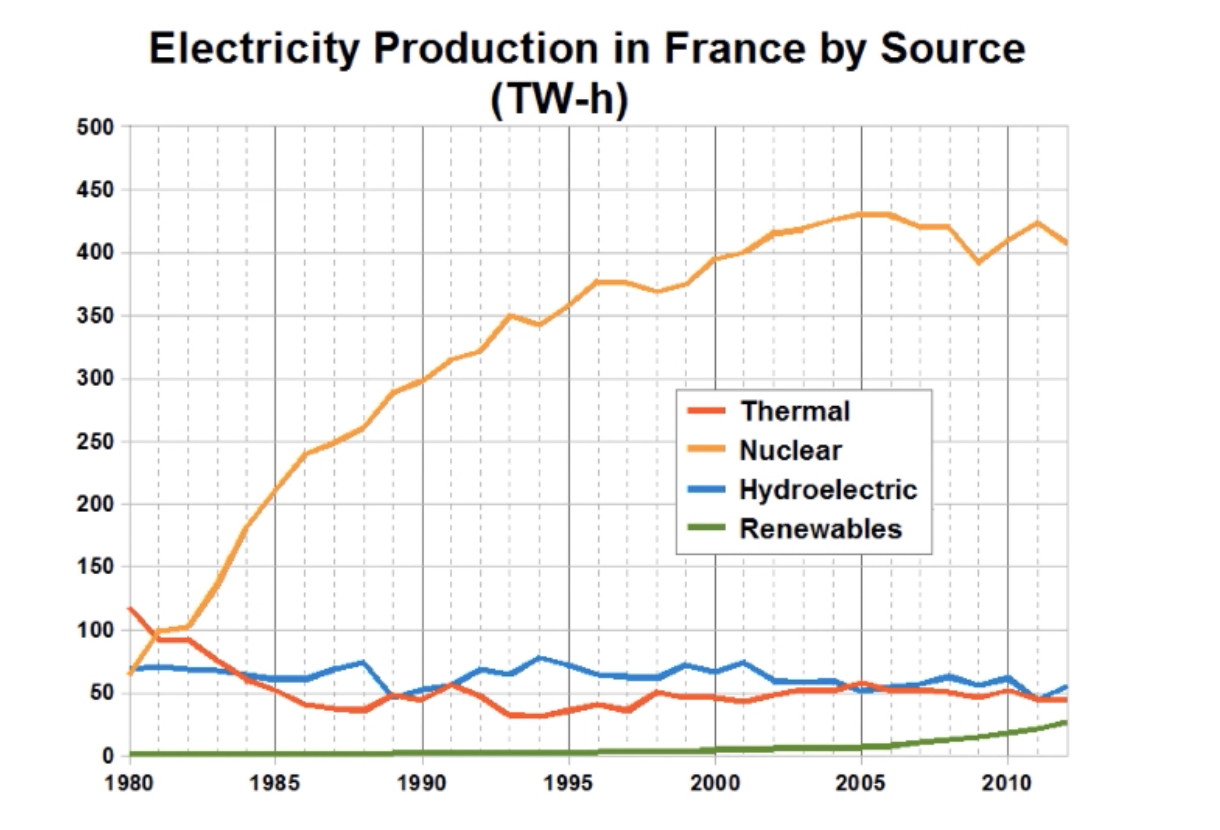 Electricity Production in France by Source
(TW-h)
500
450
400
350
300
250
200
150
100
50
0
Thermal
Nuclear
Hydroelectric
Renewables
1980 1985 1990 1995 2000 2005 2010